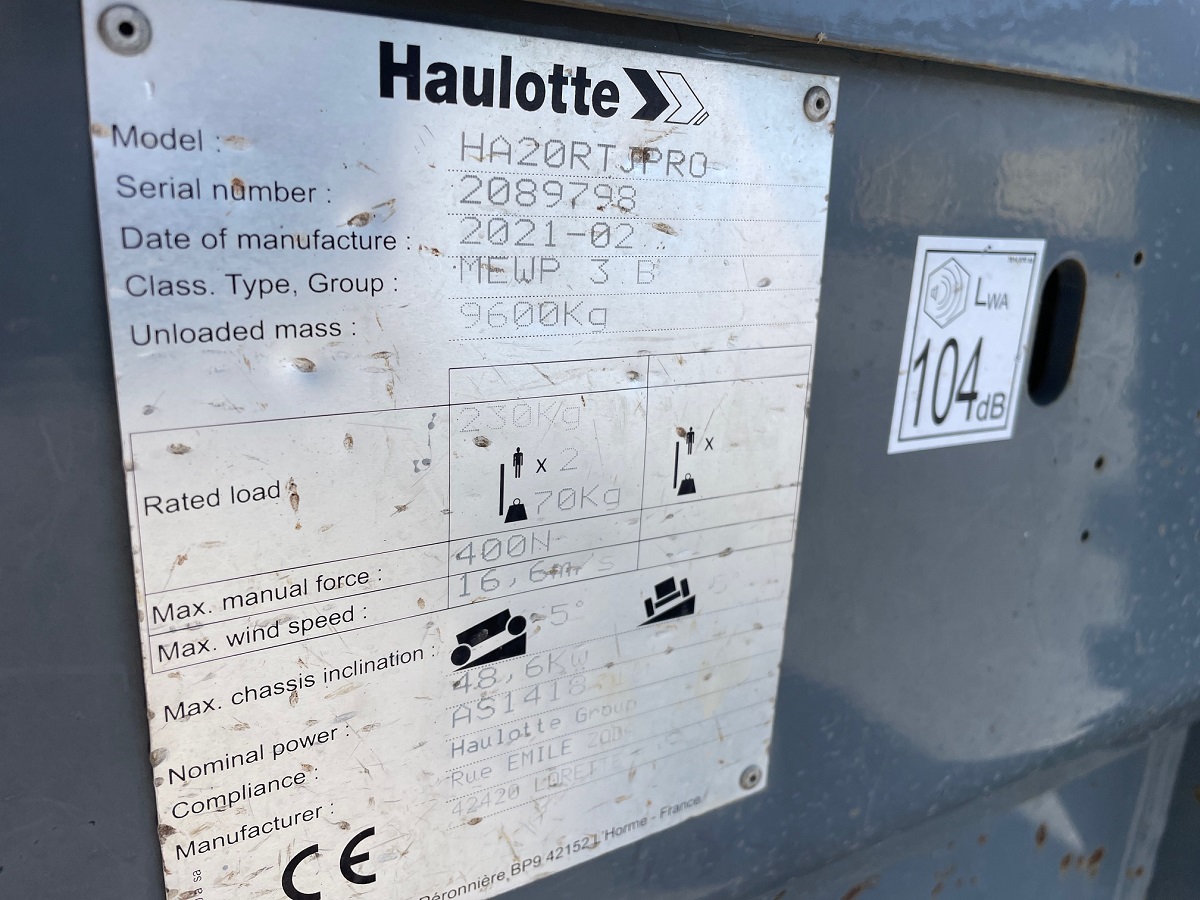 Haulotte
Model : HA20RTJPRO
Serial number : 2089798
Date of manufacture : 2021-02
Class. Type, Group : MEWP 3 B
Unloaded mass : 9600Kg
230Kg
Rated load x 2 x
70Kg
Max. manual force : 400N
Max. wind speed : 16,6m/s
Max. chassis inclination : 5°
Nominal power : 48,6Kw
Compliance : AS1418
Manufacturer : Haulotte Group
Rue EMILE
42420 LORETTE
CE
Péronnière, BP9 42152 L'Horme - France
LWA
104dB